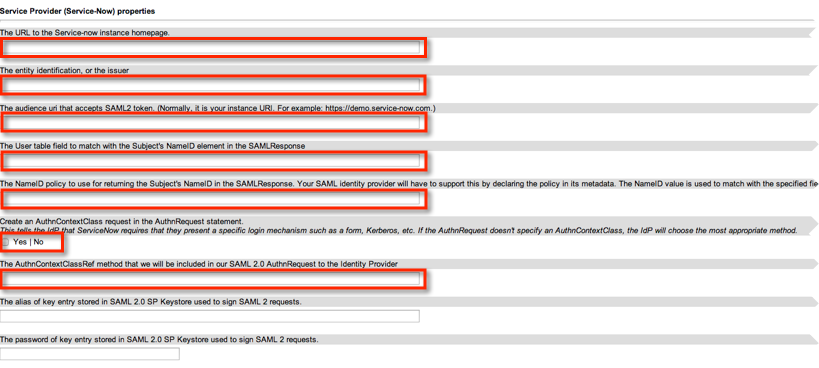 Service Provider (Service-Now) properties
The URL to the Service-now instance homepage.
The entity identification, or the issuer
The audience uri that accepts SAML2 token. (Normally, it is your instance URI. For example: https://demo.service-now.com.)
The User table field to match with the Subject's NameID element in the SAMLResponse
The NameID policy to use for returning the Subject's NameID in the SAMLResponse. Your SAML identity provider will have to support this by declaring the policy in its metadata. The NameID value is used to match with the specified fie
Create an AuthnContextClass request in the AuthnRequest statement.
This tells the IdP that ServiceNow requires that they present a specific login mechanism such as a form, Kerberos, etc. If the AuthnRequest doesn't specify an AuthnContextClass, the IdP will choose the most appropriate method.
Yes | No
The AuthnContextClassRef method that we will be included in our SAML 2.0 AuthnRequest to the Identity Provider
The alias of key entry stored in SAML 2.0 SP Keystore used to sign SAML 2 requests.
The password of key entry stored in SAML 2.0 SP Keystore used to sign SAML 2 requests.